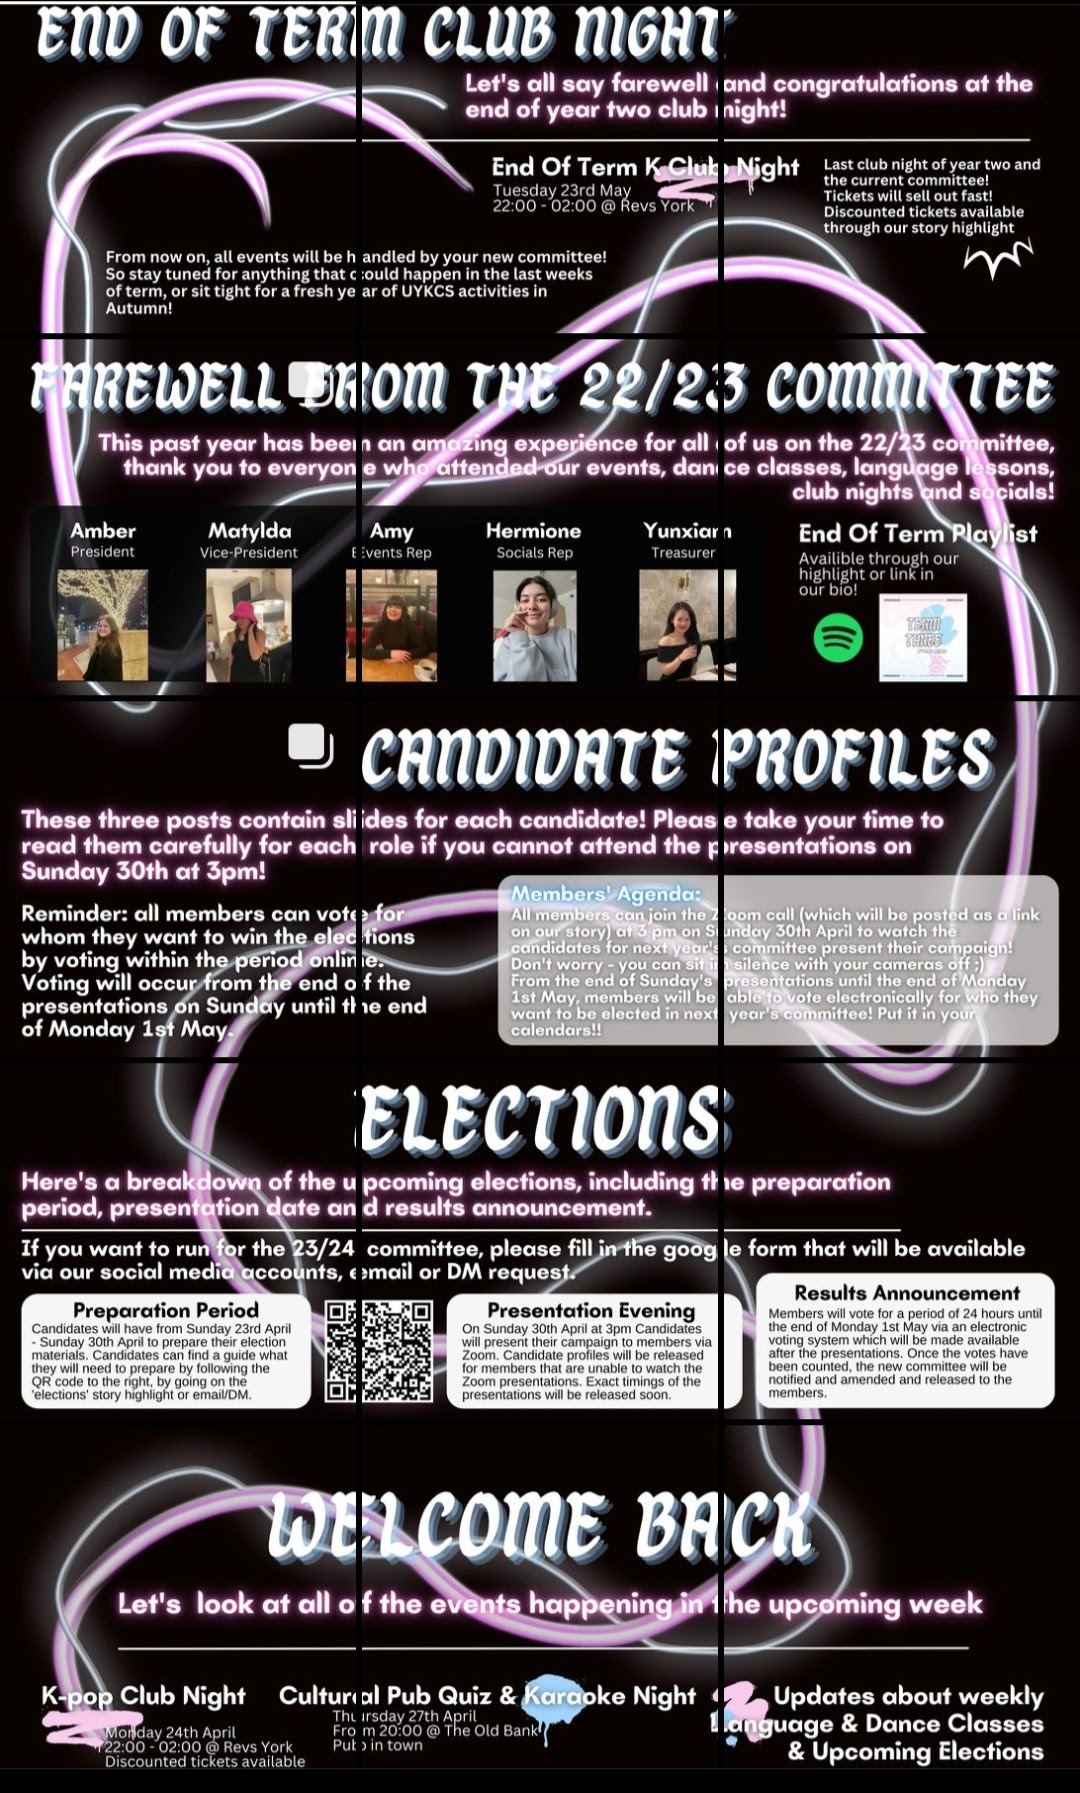 END OF TERM CLUB NIGHT
Let's all say farewell and congratulations at the
end of year two club night!
End Of Term K Club Night
Tuesday 23rd May
22:00 - 02:00 @ Revs York
Last club night of year two and
the current committee!
Tickets will sell out fast!
Discounted tickets available
through our story highlight
From now on, all events will be handled by your new committee!
So stay tuned for anything that could happen in the last weeks
of term, or sit tight for a fresh year of UYKCS activities in
Autumn!
FAREWELL FROM THE 22/23 COMMITTEE
This past year has been an amazing experience for all of us on the 22/23 committee,
thank you to everyone who attended our events, dance classes, language lessons,
club nights and socials!
Amber
President
Matylda
Vice-President
Amy
Events Rep
Hermione
Socials Rep
Yunxian
Treasurer
End Of Term Playlist
Availible through our
highlight or link in
our bio!
TERM
THREE
CANDIDATE PROFILES
These three posts contain slides for each candidate! Please take your time to
read them carefully for each role if you cannot attend the presentations on
Sunday 30th at 3pm!
Reminder: all members can vote for
whom they want to win the elections
by voting within the period online.
Voting will occur from the end of the
presentations on Sunday until the end
of Monday 1st May.
Members' Agenda:
All members can join the Zoom call (which will be posted as a link
on our story) at 3 pm on Sunday 30th April to watch the
candidates for next year's committee present their campaign!
Don't worry - you can sit in silence with your cameras off ;)
From the end of Sunday's presentations until the end of Monday
1st May, members will be able to vote electronically for who they
want to be elected in next year's committee! Put it in your
calendars!!
ELECTIONS
Here's a breakdown of the upcoming elections, including the preparation
period, presentation date and results announcement.
If you want to run for the 23/24 committee, please fill in the google form that will be available
via our social media accounts, email or DM request.
Preparation Period
Candidates will have from Sunday 23rd April
- Sunday 30th April to prepare their election
materials. Candidates can find a guide what
they will need to prepare by following the
QR code to the right, by going on the
'elections' story highlight or email/DM.
Presentation Evening
On Sunday 30th April at 3pm Candidates
will present their campaign to members via
Zoom. Candidate profiles will be released
for members that are unable to watch the
Zoom presentations. Exact timings of the
presentations will be released soon.
Results Announcement
Members will vote for a period of 24 hours until
the end of Monday 1st May via an electronic
voting system which will be made available
after the presentations. Once the votes have
been counted, the new committee will be
notified and amended and released to the
members.
WELCOME BACK
Let's look at all of the events happening in the upcoming week
K-pop Club Night
Monday 24th April
22:00 - 02:00 @ Revs York
Discounted tickets available
Cultural Pub Quiz & Karaoke Night
Thursday 27th April
From 20:00 @ The Old Bank
Pub in town
Updates about weekly
Language & Dance Classes
& Upcoming Elections